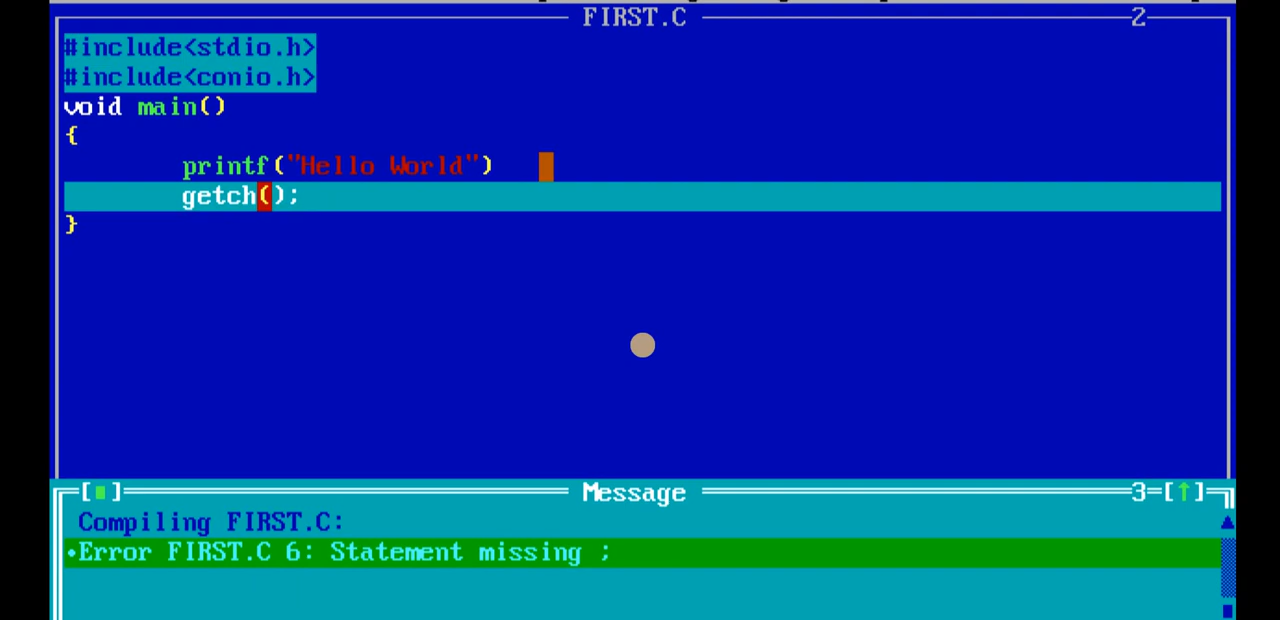 FIRST.C 2
#include<stdio.h>
#include<conio.h>
void main()
{
printf("Hello World")
getch();
}
[■] Message 3=[↑]
Compiling FIRST.C:
•Error FIRST.C 6: Statement missing ;